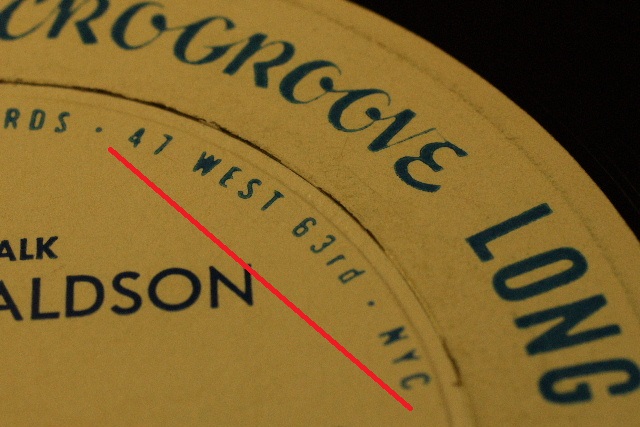 CROGROOVE LONG
RDS · 47 WEST 63rd · NYC
ALK
ALDSON